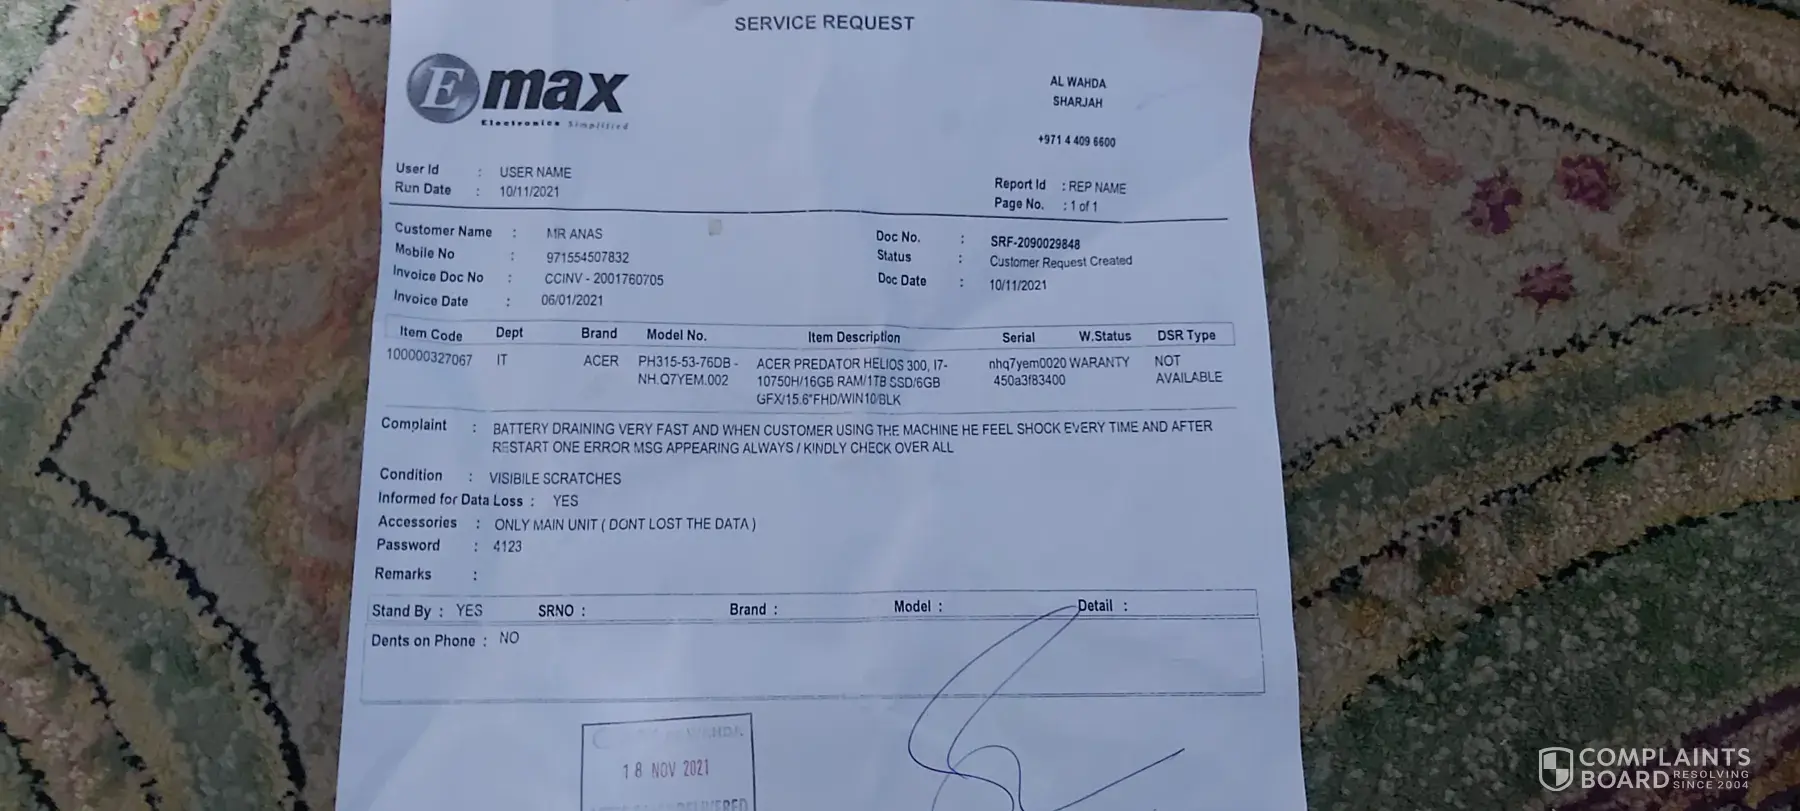 SERVICE REQUEST
Emax
Electronics Simplified
AL WAHDA
SHARJAH
+971 4 409 6600
User Id : USER NAME
Run Date : 10/11/2021
Report Id : REP NAME
Page No. : 1 of 1
Customer Name : MR ANAS
Mobile No : 971554507832
Invoice Doc No : CCINV - 2001760705
Invoice Date : 06/01/2021
Doc No. : SRF-2090029848
Status : Customer Request Created
Doc Date : 10/11/2021
Item Code Dept Brand Model No. Item Description Serial W.Status DSR Type
100000327067 IT ACER PH315-53-76DB - ACER PREDATOR HELIOS 300, I7- nhq7yem0020 WARANTY NOT
NH.Q7YEM.002 10750H/16GB RAM/1TB SSD/6GB 450a3f83400 AVAILABLE
GFX/15.6"FHD/WIN10/BLK
Complaint : BATTERY DRAINING VERY FAST AND WHEN CUSTOMER USING THE MACHINE HE FEEL SHOCK EVERY TIME AND AFTER
RESTART ONE ERROR MSG APPEARING ALWAYS / KINDLY CHECK OVER ALL
Condition : VISIBILE SCRATCHES
Informed for Data Loss : YES
Accessories : ONLY MAIN UNIT ( DONT LOST THE DATA )
Password : 4123
Remarks :
Stand By : YES SRNO : Brand : Model : Detail :
Dents on Phone : NO
WAHDA
18 NOV 2021
DELIVERED
COMPLAINTS
BOARD RESOLVING
SINCE 2004